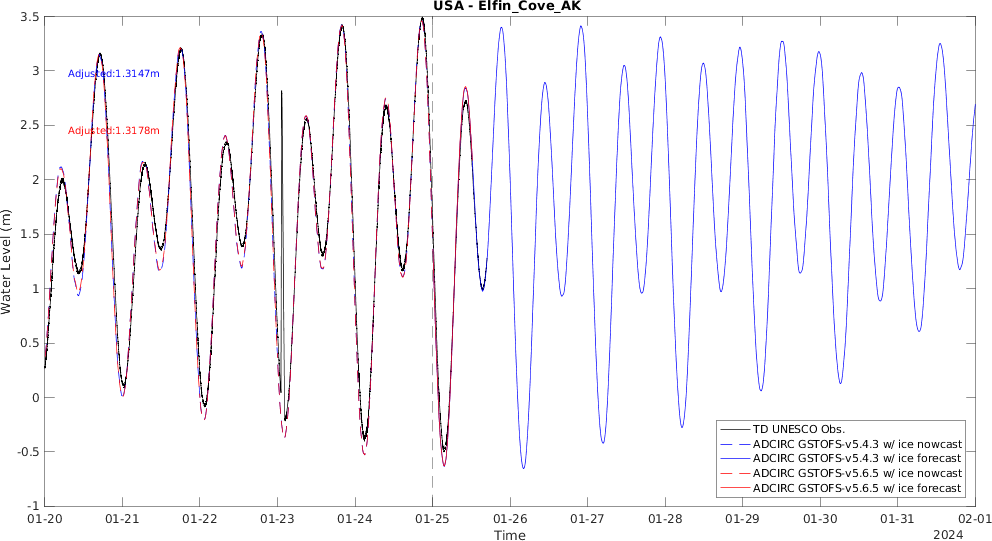 USA - Elfin_Cove_AK
3.5
3
2.5
2
1.5
1
0.5
0
-0.5
-1
Water Level (m)
Adjusted:1.3147m
Adjusted:1.3178m
TD UNESCO Obs.
ADCIRC GSTOFS-v5.4.3 w/ ice nowcast
ADCIRC GSTOFS-v5.4.3 w/ ice forecast
ADCIRC GSTOFS-v5.6.5 w/ ice nowcast
ADCIRC GSTOFS-v5.6.5 w/ ice forecast
01-20 01-21 01-22 01-23 01-24 01-25 01-26 01-27 01-28 01-29 01-30 01-31 02-01
Time
2024